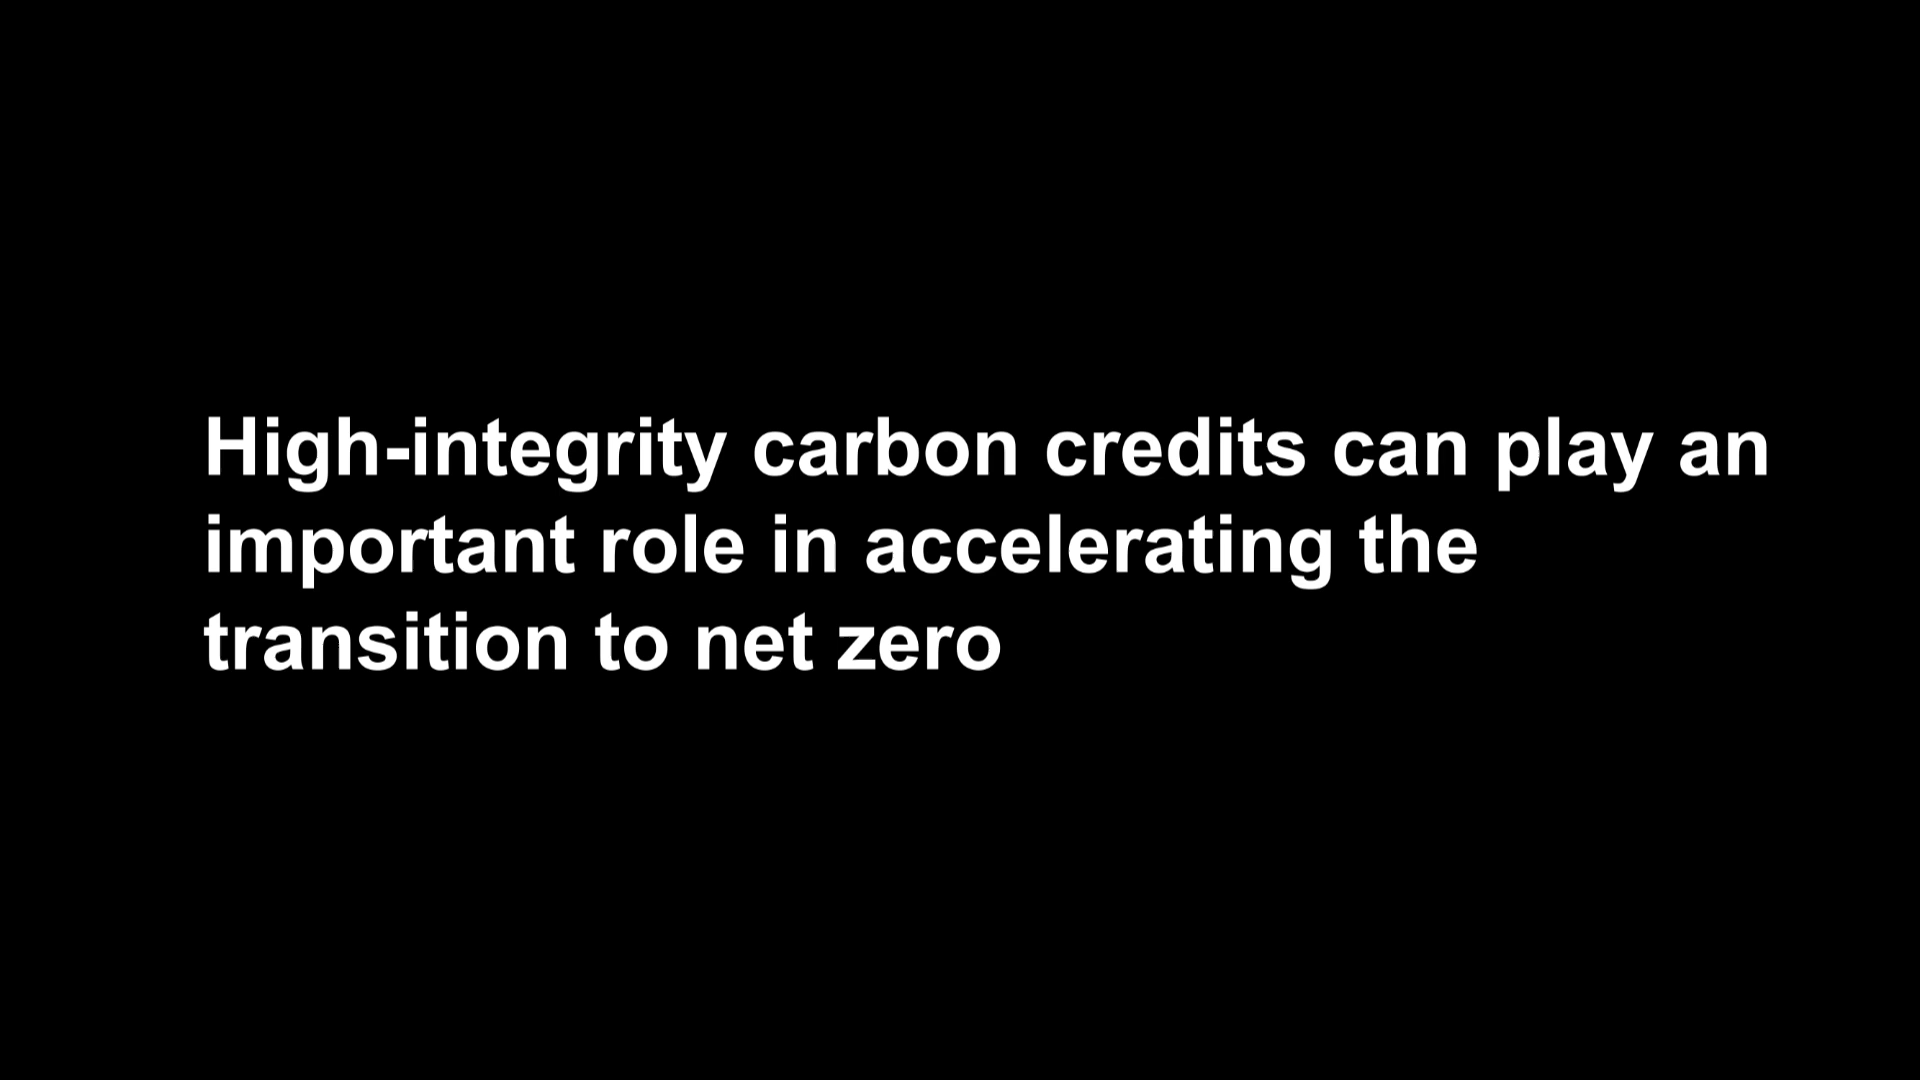 High-integrity carbon credits can play an
important role in accelerating the
transition to net zero